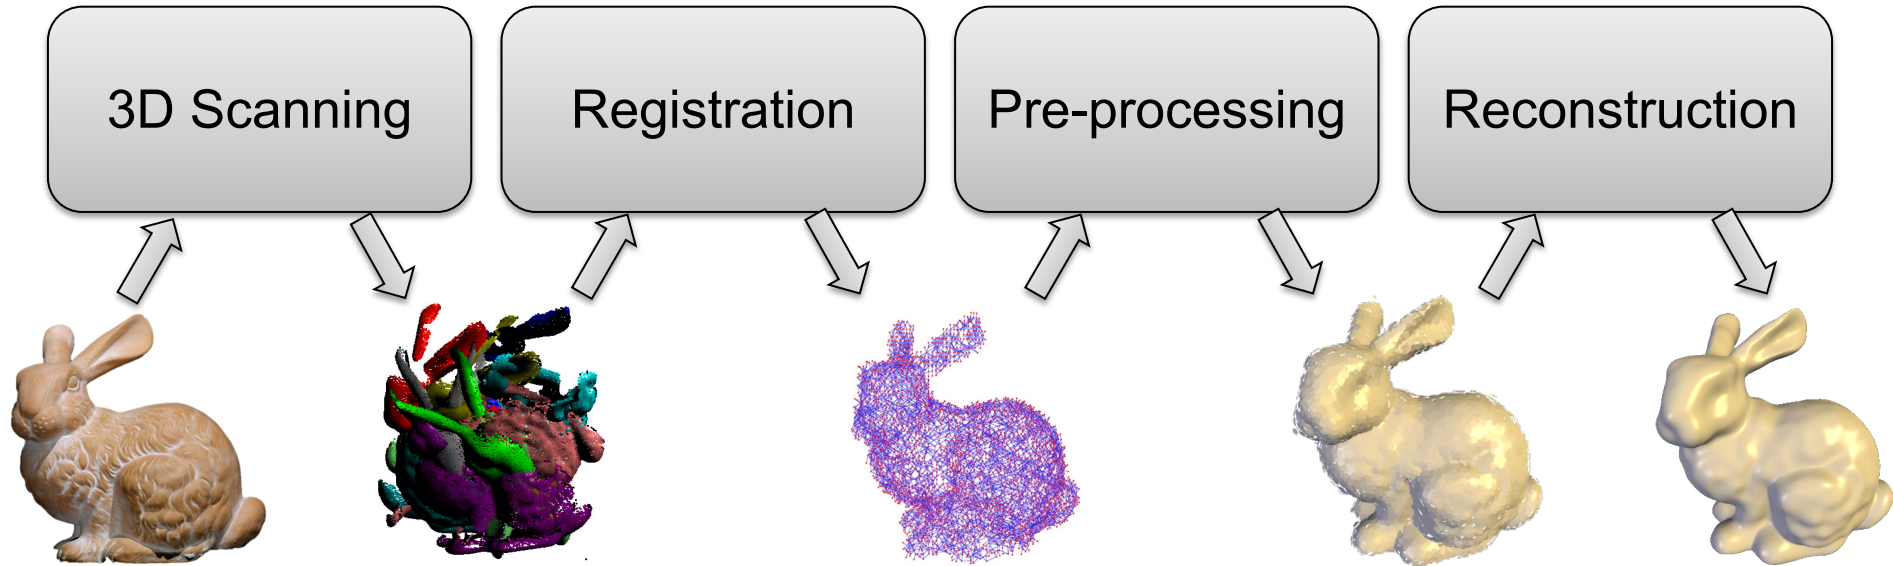 3D Scanning
Registration
Pre-processing
Reconstruction